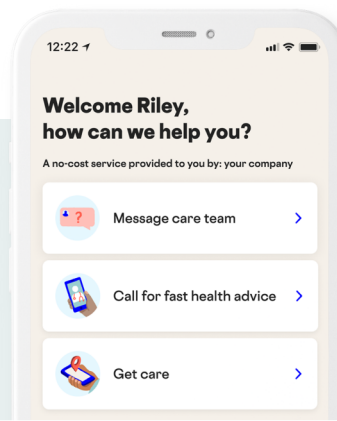 12:22
Welcome Riley,
how can we help you?
A no-cost service provided to you by: your company
?
Message care team
Call for fast health advice
Get care